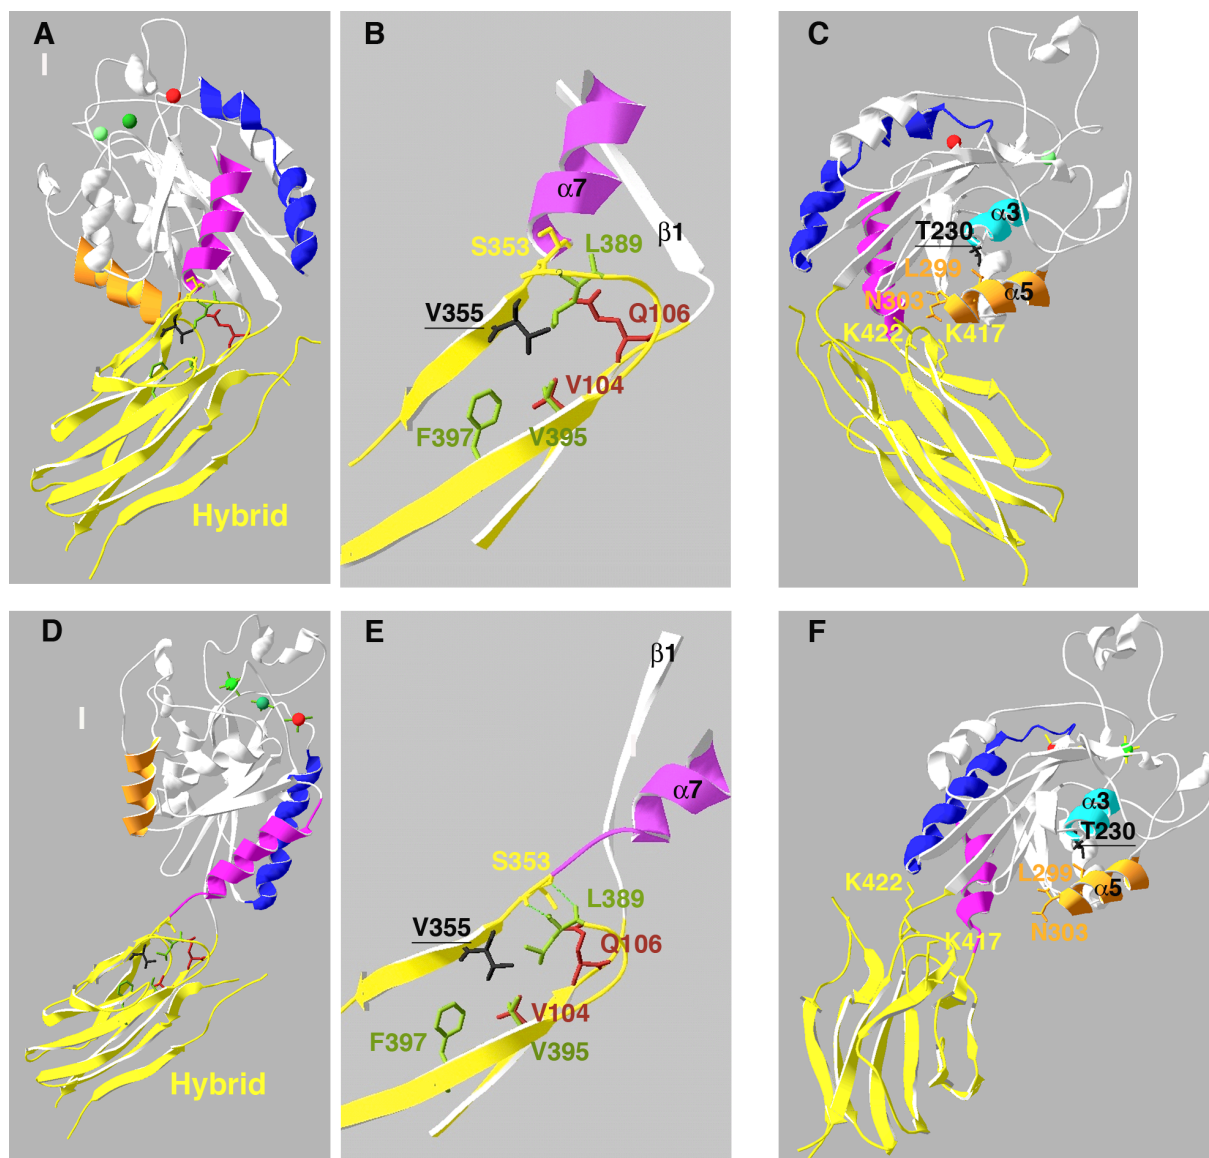 A
I
Hybrid
B
α7
β1
S353
L389
V355
Q106
V104
F397
V395
C
α3
T230
L299
α5
N303
K422
K417
D
I
Hybrid
E
β1
α7
S353
L389
V355
Q106
V104
F397
V395
F
α3
T230
L299
α5
K422
N303
K417